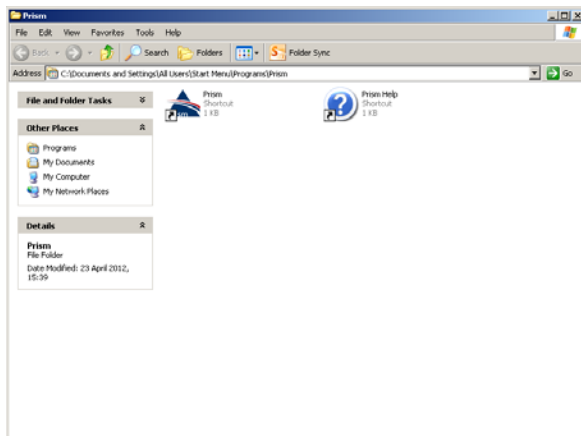 Prism
File Edit View Favorites Tools Help
Back Search Folders Folder Sync
Address C:\Documents and Settings\All Users\Start Menu\Programs\Prism Go
File and Folder Tasks
Other Places
Programs
My Documents
My Computer
My Network Places
Details
Prism
File Folder
Date Modified: 23 April 2012,
15:39
Prism
Shortcut
1 KB
Prism Help
Shortcut
1 KB